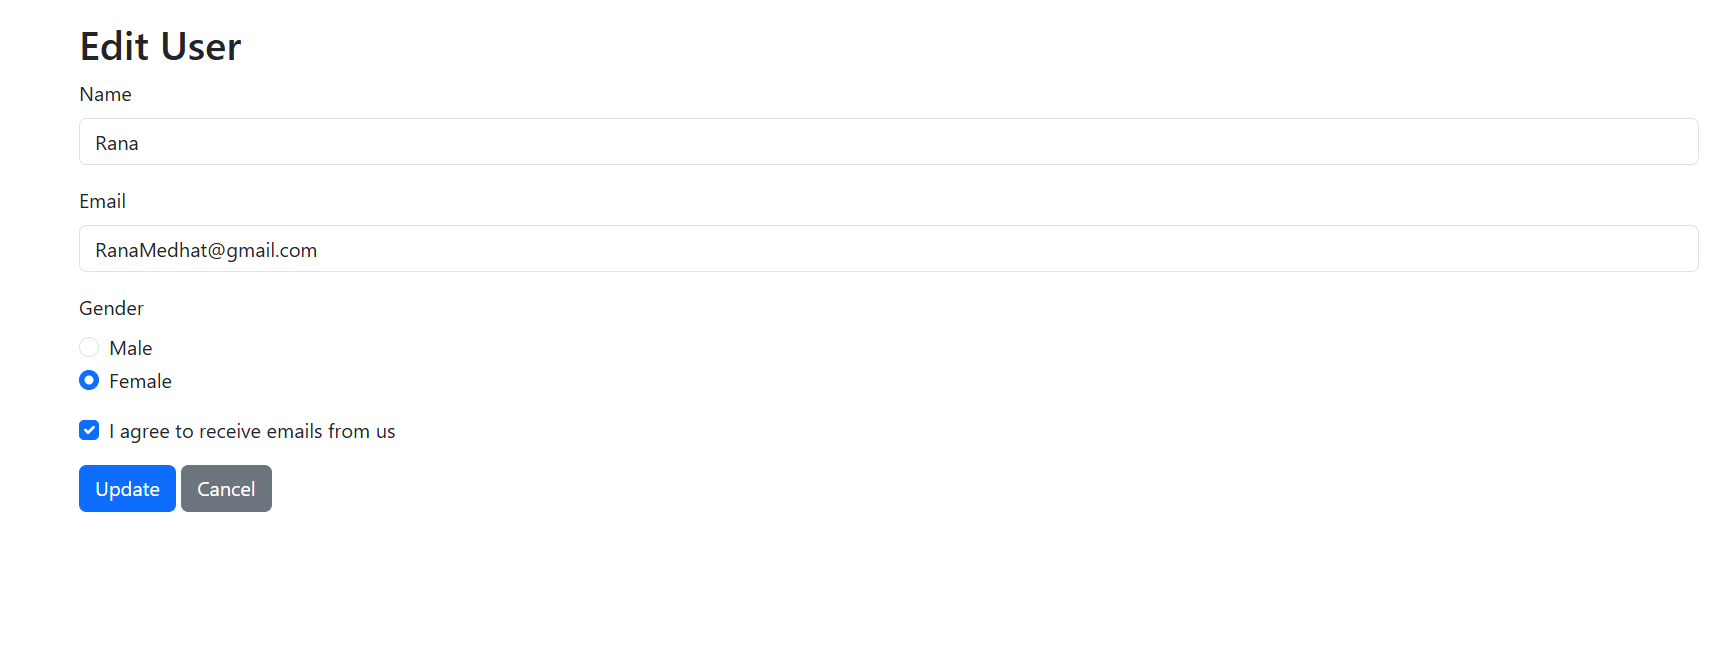 Edit User
Name
Rana
Email
RanaMedhat@gmail.com
Gender
Male
Female
I agree to receive emails from us
Update Cancel